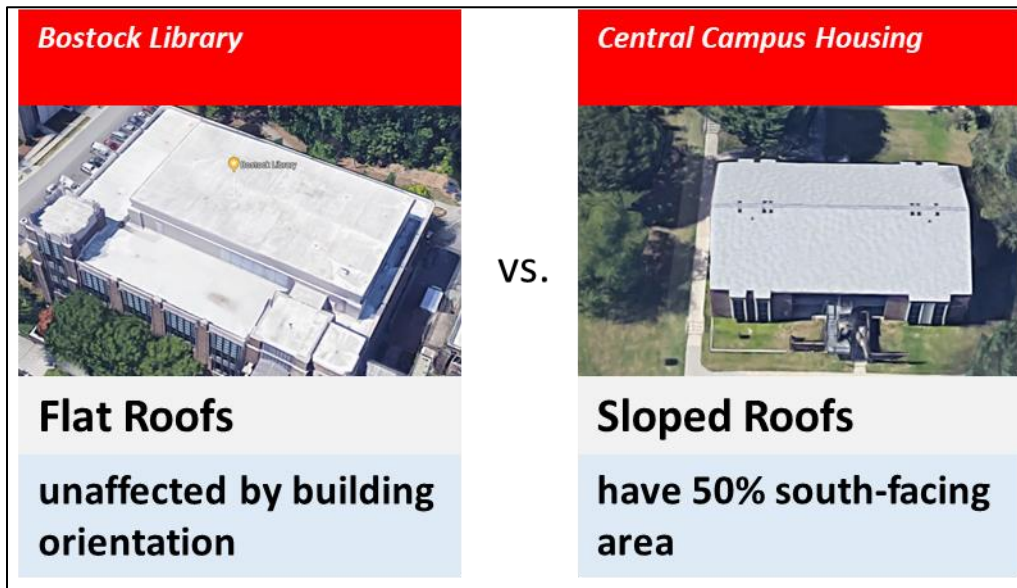 Bostock Library
Bostock Library
Flat Roofs
unaffected by building
orientation
vs.
Central Campus Housing
Sloped Roofs
have 50% south-facing
area